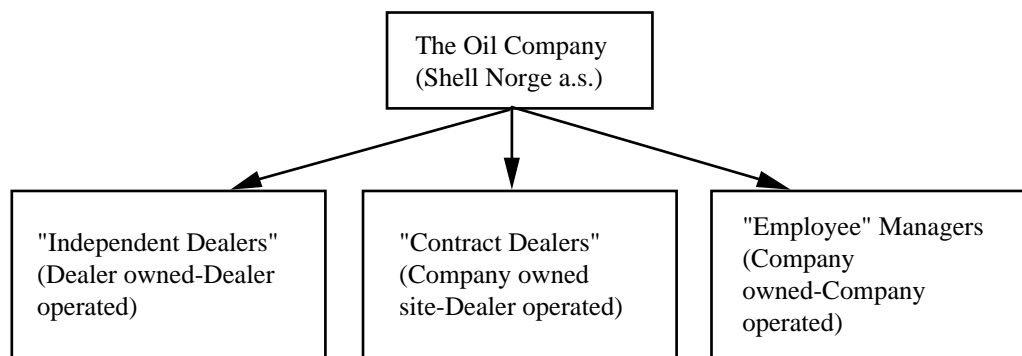 The Oil Company
(Shell Norge a.s.)
"Independent Dealers"
(Dealer owned-Dealer
operated)
"Contract Dealers"
(Company owned
site-Dealer operated)
"Employee" Managers
(Company
owned-Company
operated)